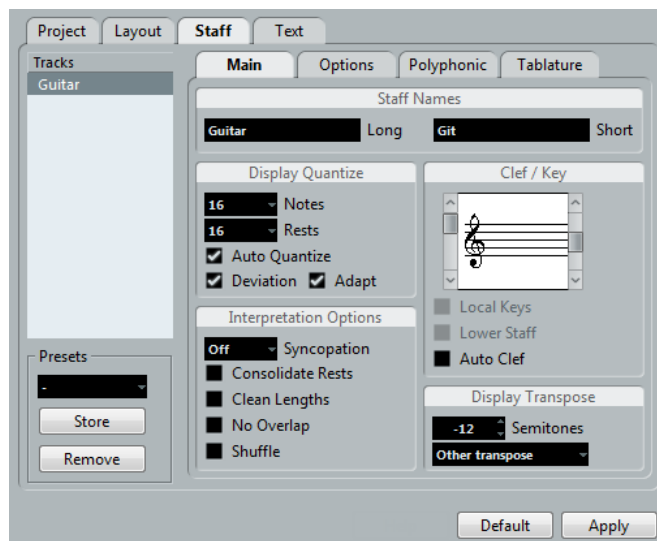 Project Layout Staff Text
Tracks
Guitar
Main Options Polyphonic Tablature
Staff Names
Guitar Long Git Short
Display Quantize
16 Notes
16 Rests
Auto Quantize
Deviation Adapt
Clef / Key
Local Keys
Lower Staff
Auto Clef
Interpretation Options
Off Syncopation
Consolidate Rests
Clean Lengths
No Overlap
Shuffle
Display Transpose
-12 Semitones
Other transpose
Presets
-
Store
Remove
Default Apply